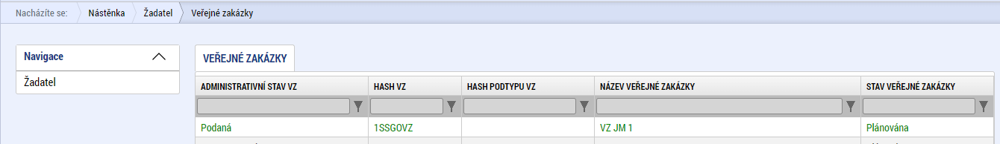 Nacházíte se: Nástěnka Žadatel Veřejné zakázky
Navigace
Žadatel
VEŘEJNÉ ZAKÁZKY
ADMINISTRATIVNÍ STAV VZ HASH VZ HASH PODTYPU VZ NÁZEV VEŘEJNÉ ZAKÁZKY STAV VEŘEJNÉ ZAKÁZKY
Podaná 1SSGOVZ VZ JM 1 Plánována